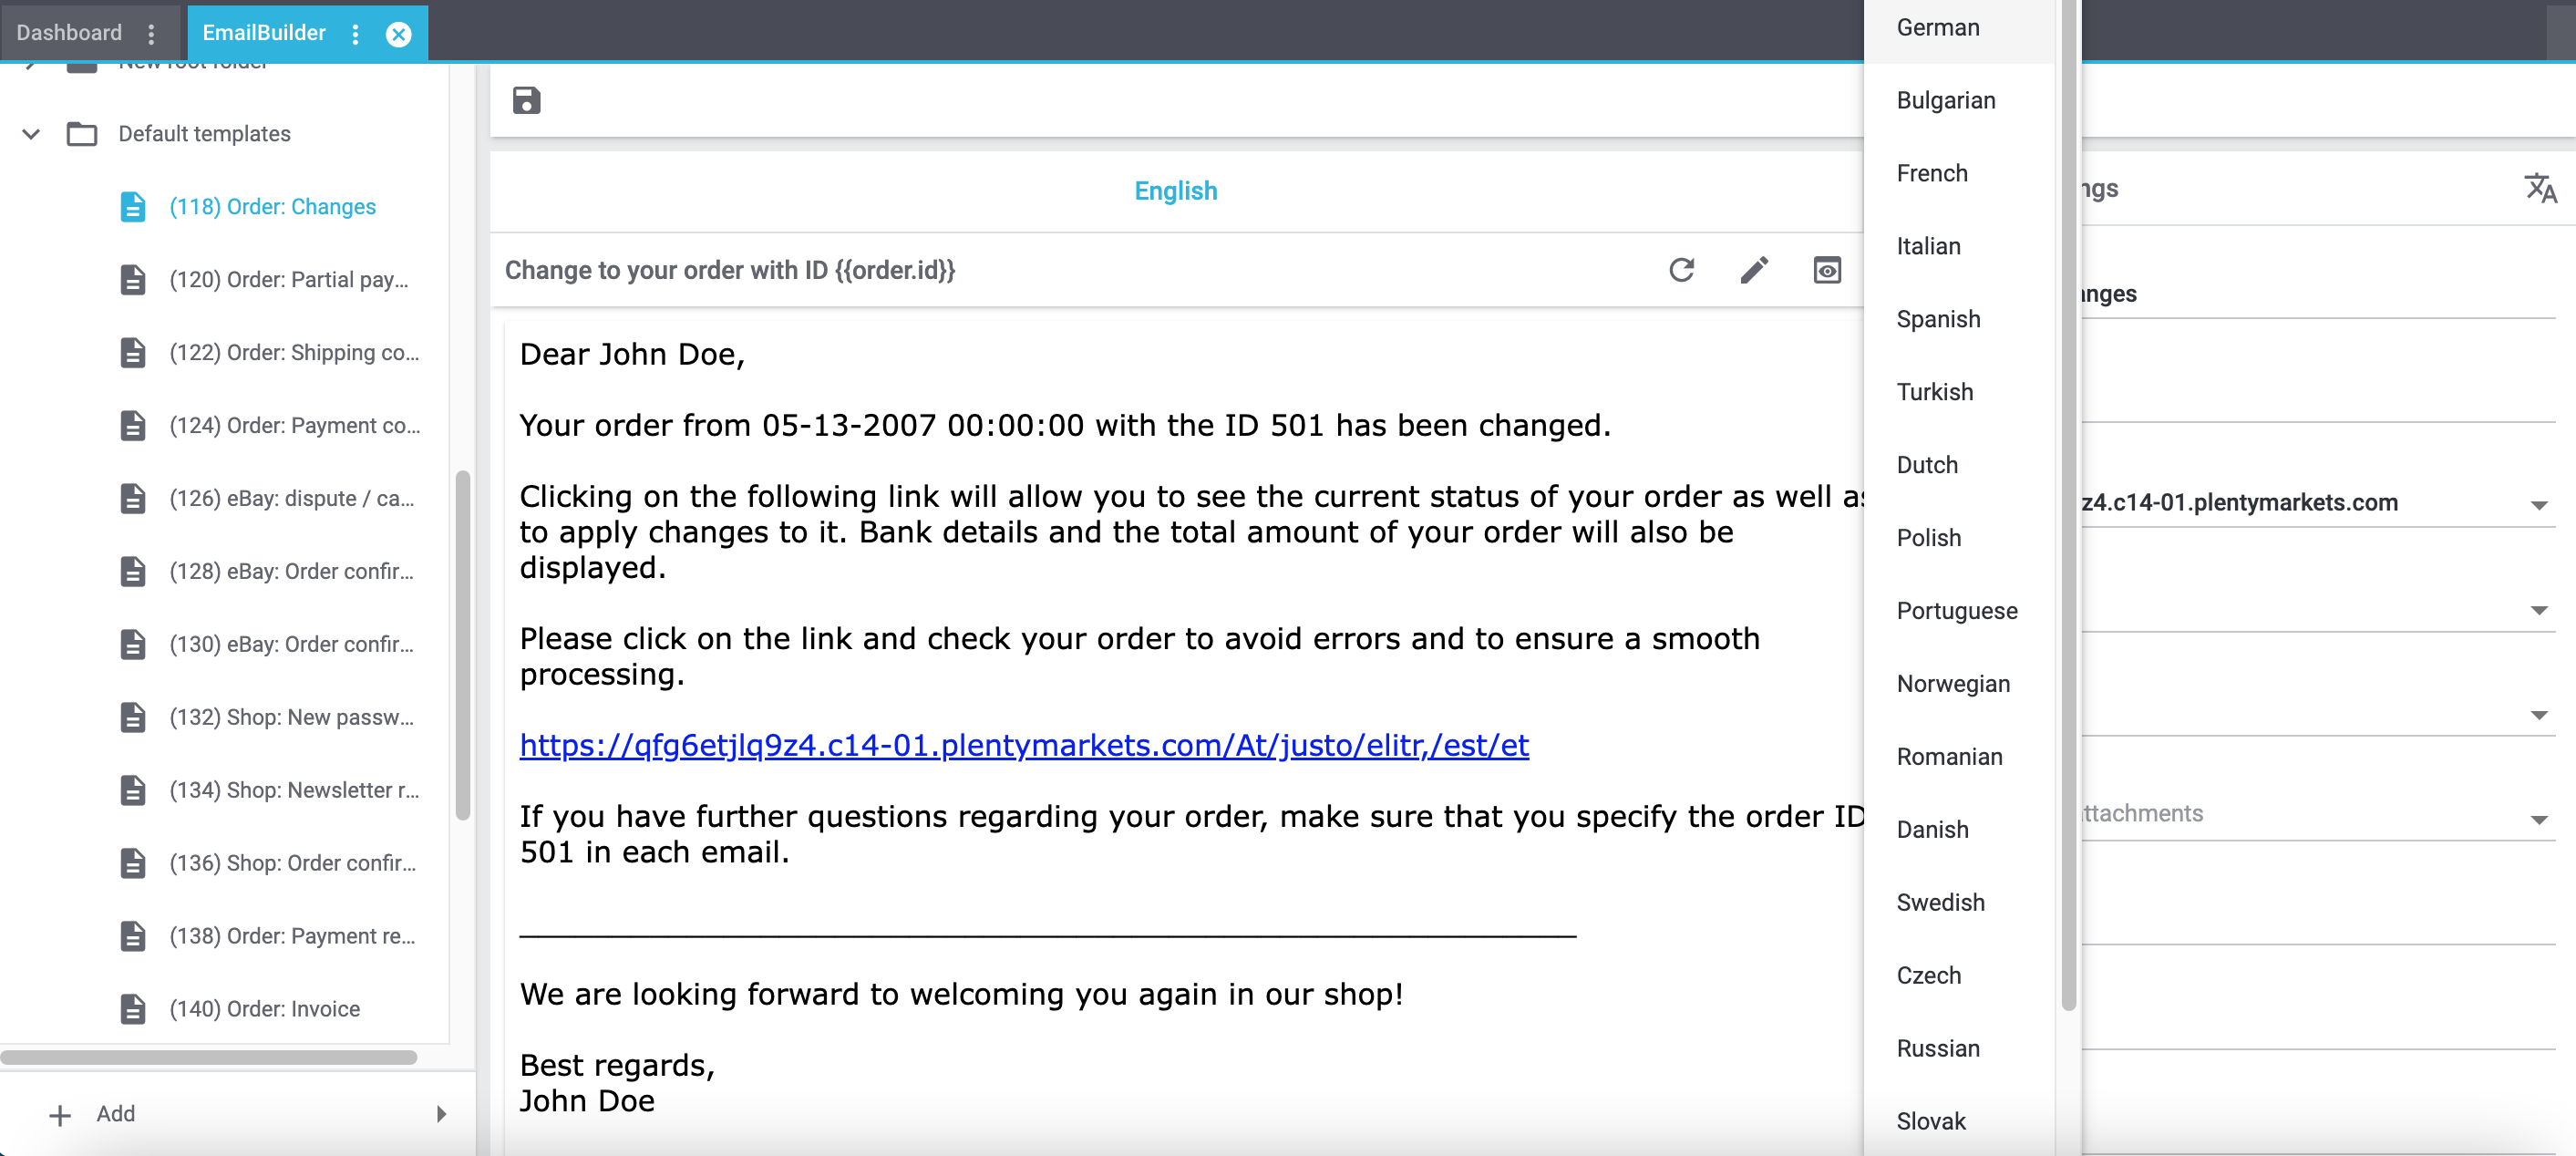 Dashboard
EmailBuilder
New root folder
Default templates
(118) Order: Changes
(120) Order: Partial pay...
(122) Order: Shipping co...
(124) Order: Payment co...
(126) eBay: dispute / ca...
(128) eBay: Order confir...
(130) eBay: Order confir...
(132) Shop: New passw...
(134) Shop: Newsletter r...
(136) Shop: Order confir...
(138) Order: Payment re...
(140) Order: Invoice
Add
English
Change to your order with ID {{order.id}}
Dear John Doe,
Your order from 05-13-2007 00:00:00 with the ID 501 has been changed.
Clicking on the following link will allow you to see the current status of your order as well as
to apply changes to it. Bank details and the total amount of your order will also be
displayed.
Please click on the link and check your order to avoid errors and to ensure a smooth
processing.
https://qfg6etjlq9z4.c14-01.plentymarkets.com/At/justo/elitr,/est/et
If you have further questions regarding your order, make sure that you specify the order ID
501 in each email.
We are looking forward to welcoming you again in our shop!
Best regards,
John Doe
German
Bulgarian
French
Italian
Spanish
Turkish
Dutch
Polish
Portuguese
Norwegian
Romanian
Danish
Swedish
Czech
Russian
Slovak
ngs
anges
z4.c14-01.plentymarkets.com
ttachments